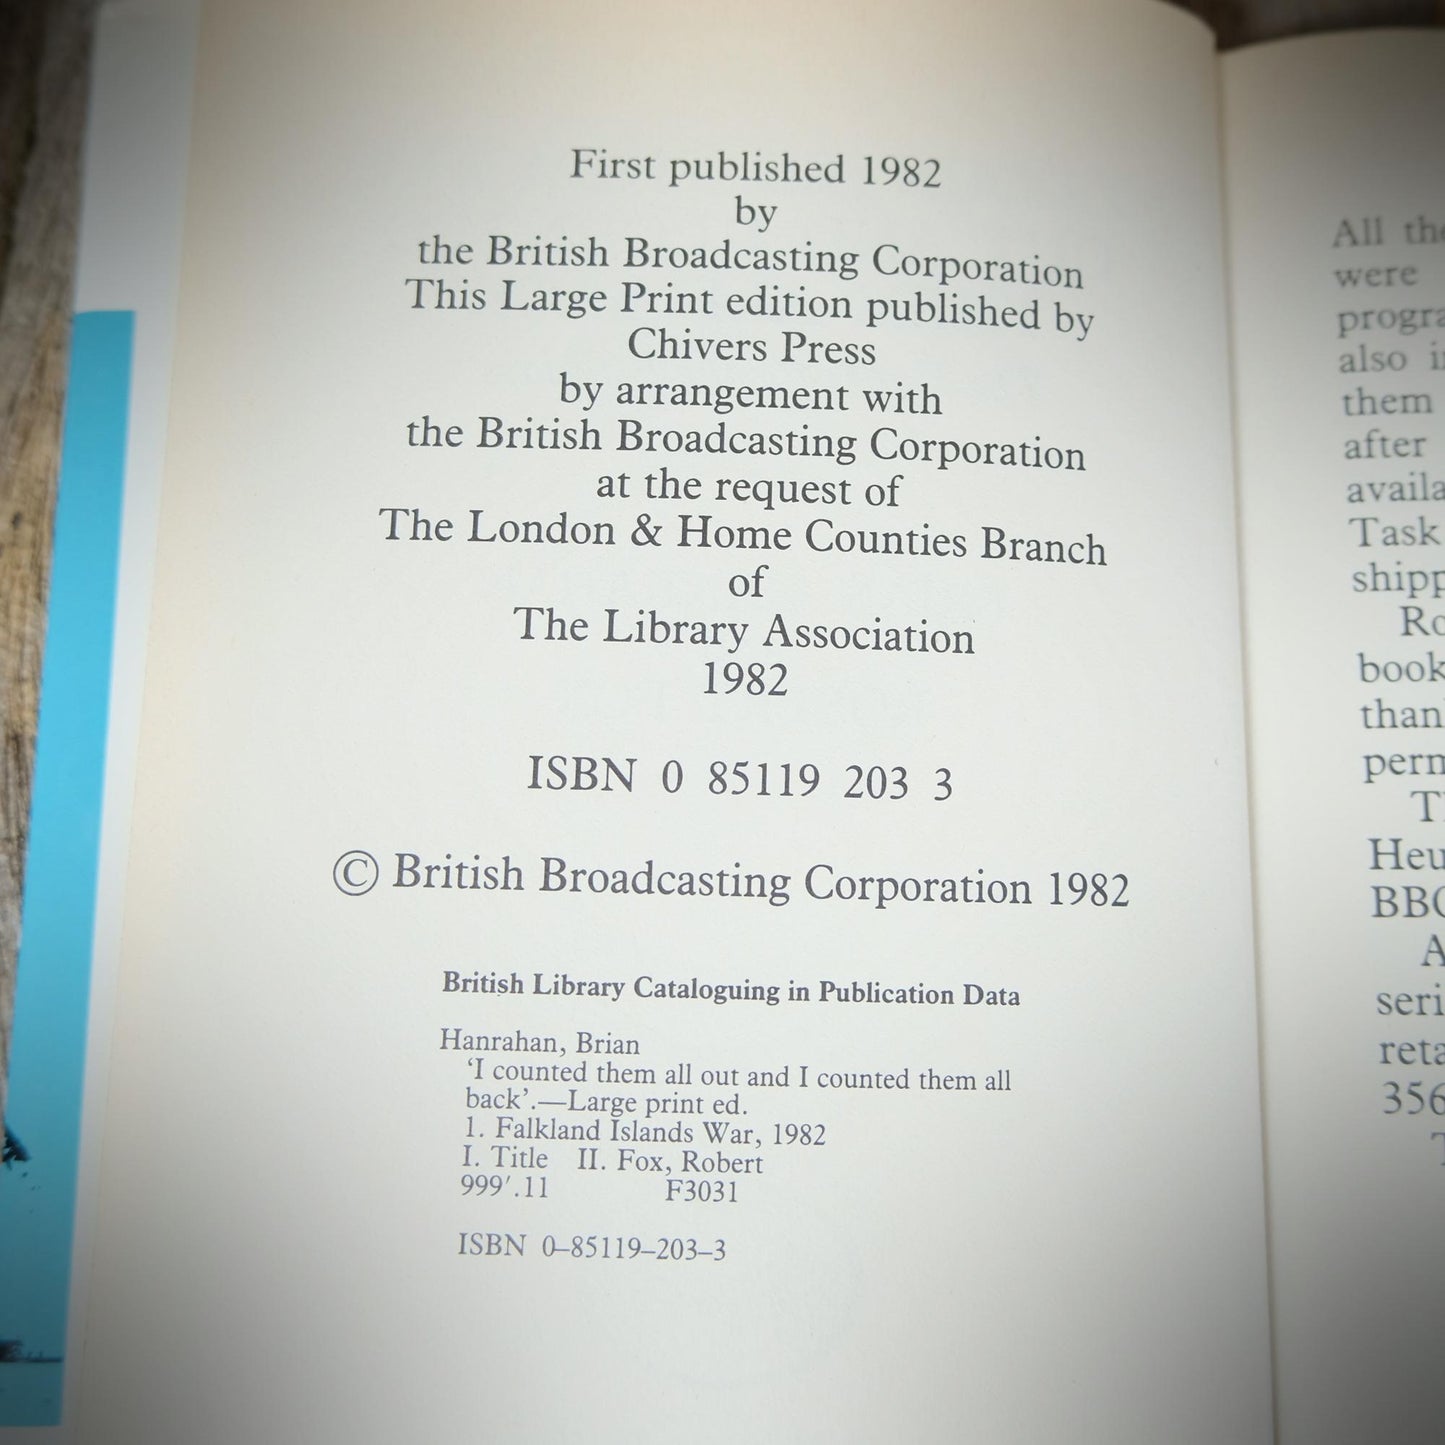 First published 1982
by
the British Broadcasting Corporation
This Large Print edition published by
Chivers Press
by arrangement with
the British Broadcasting Corporation
at the request of
The London & Home Counties Branch
of
The Library Association
1982
ISBN 0 85119 203 3
© British Broadcasting Corporation 1982
British Library Cataloguing in Publication Data
Hanrahan, Brian
‘I counted them all out and I counted them all
back’.—Large print ed.
1. Falkland Islands War, 1982
I. Title II. Fox, Robert
999′.11 F3031
ISBN 0–85119–203–3
All
were
also
them
after
Task
BBC